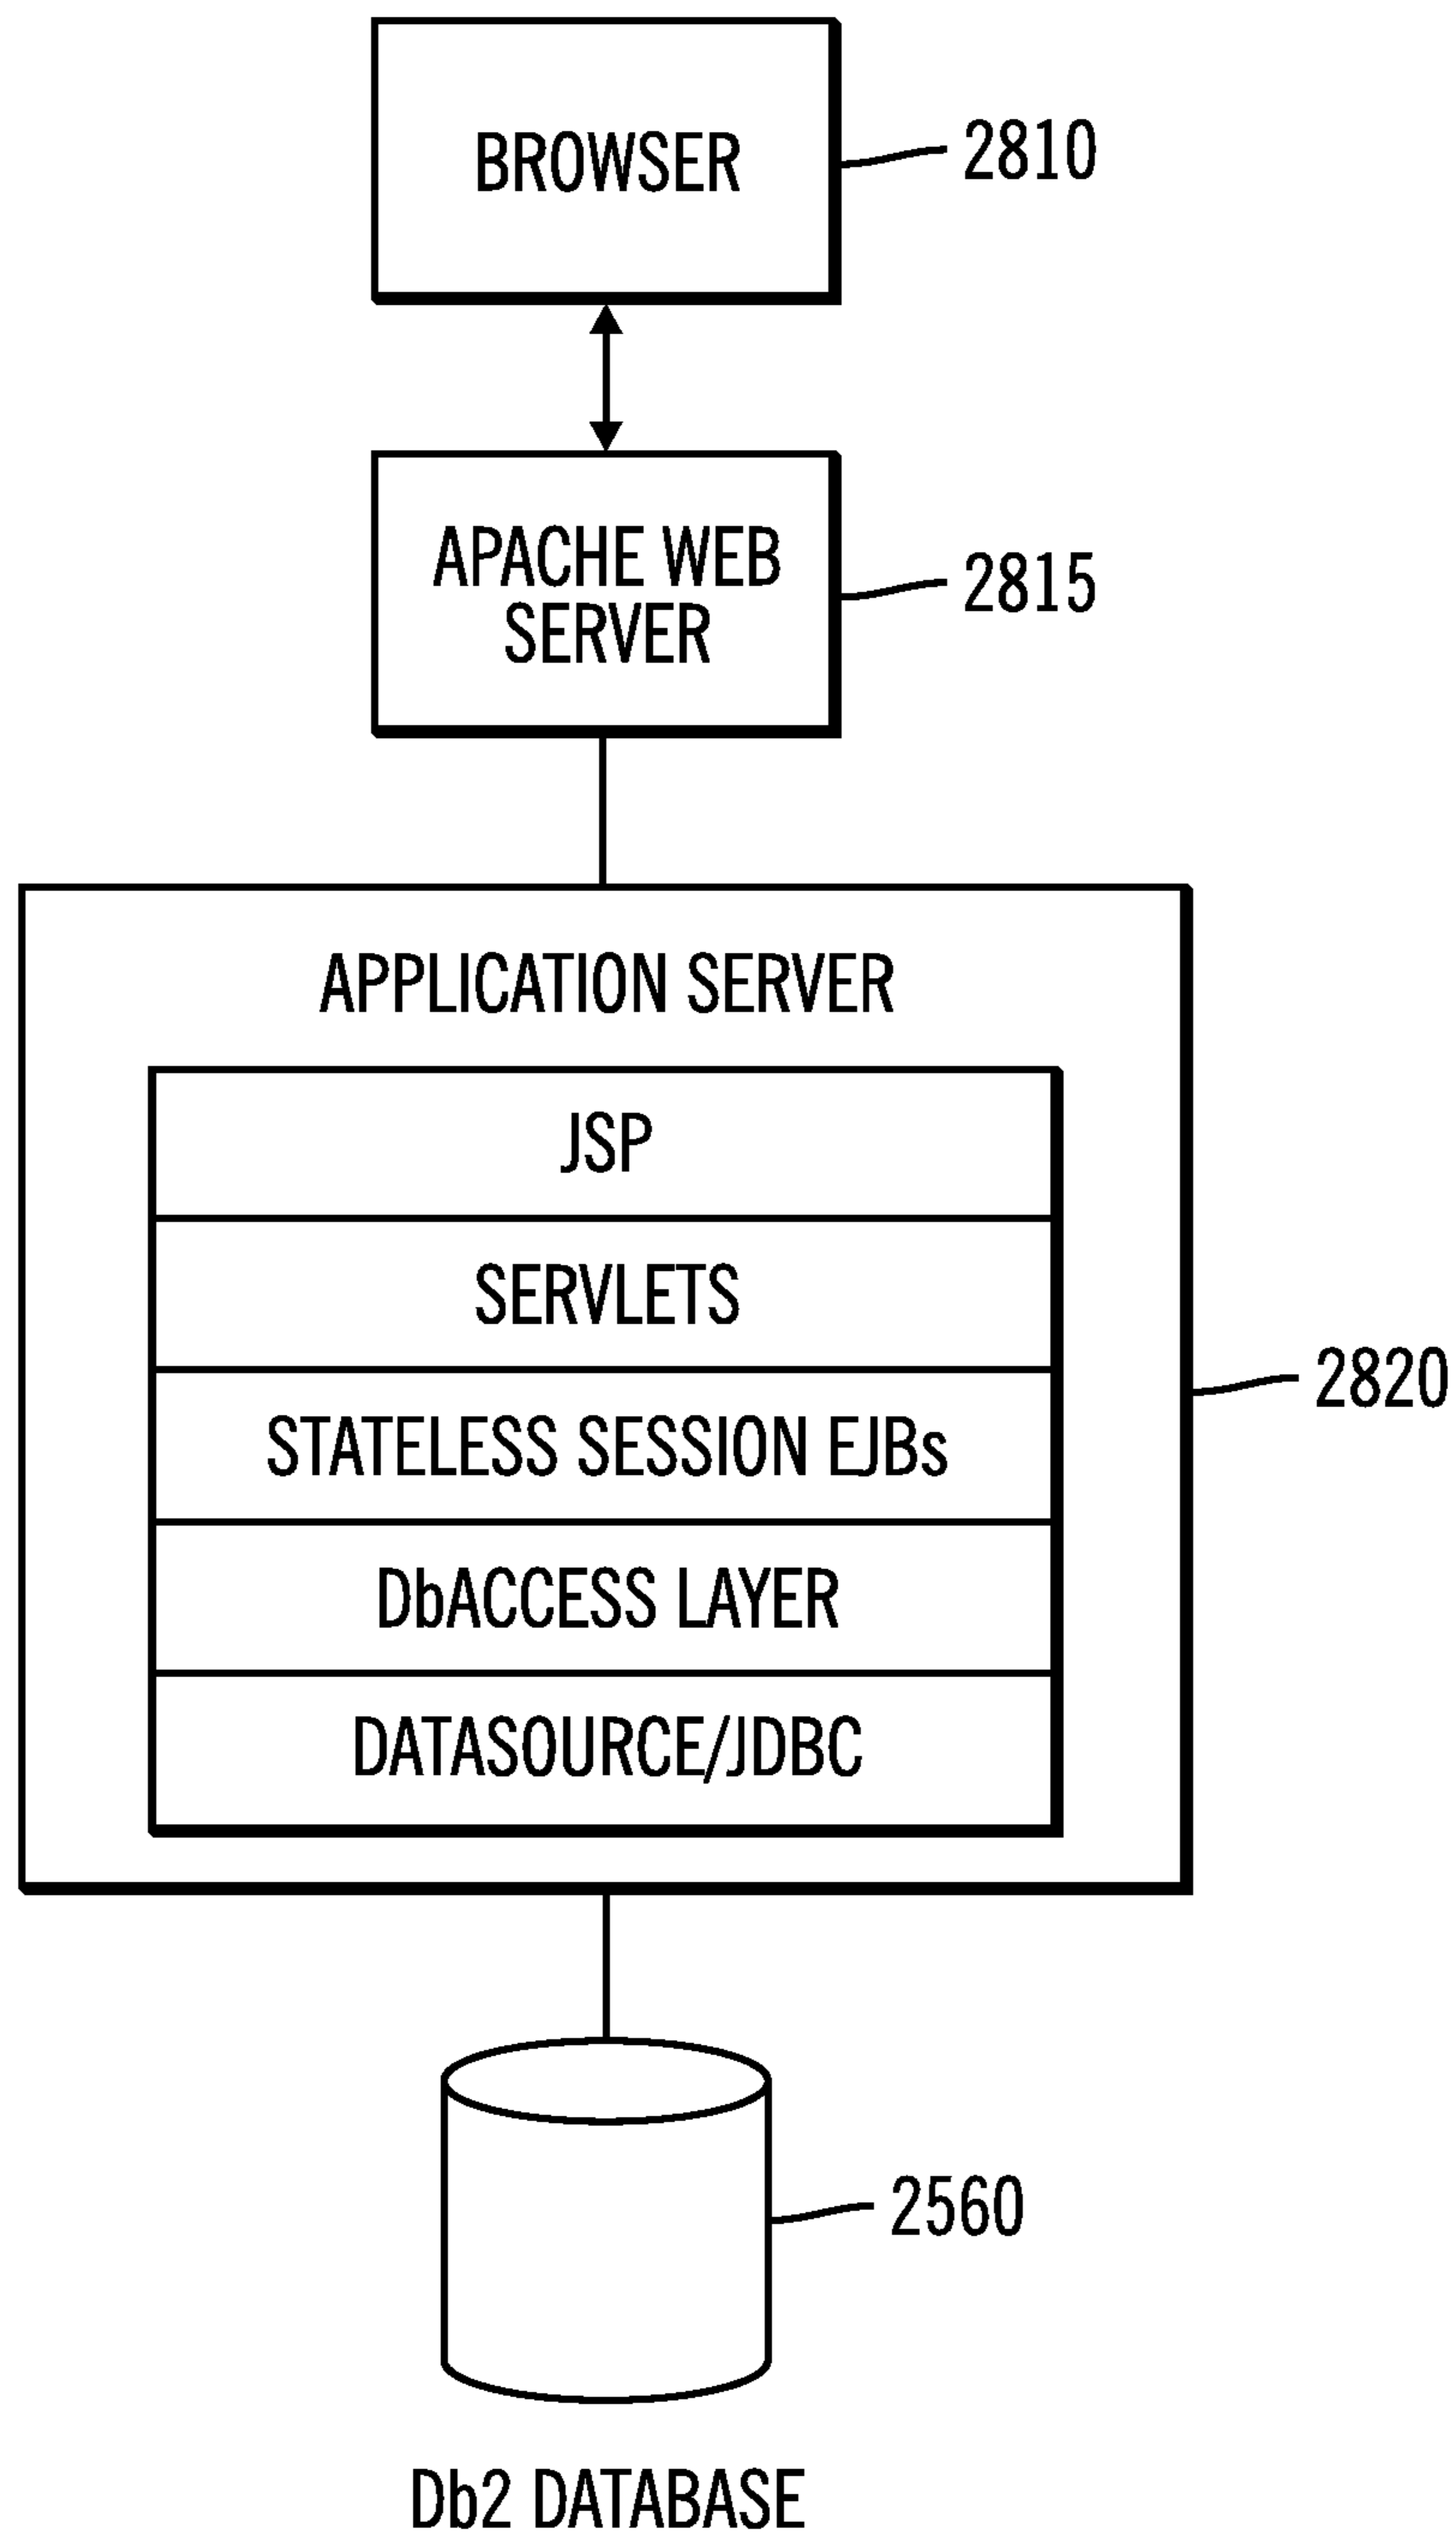 BROWSER
2810
APACHE WEB
SERVER
2815
APPLICATION SERVER
JSP
SERVLETS
2820
STATELESS SESSION EJBs
DbACCESS LAYER
DATASOURCE/JDBC
2560
Db2 DATABASE